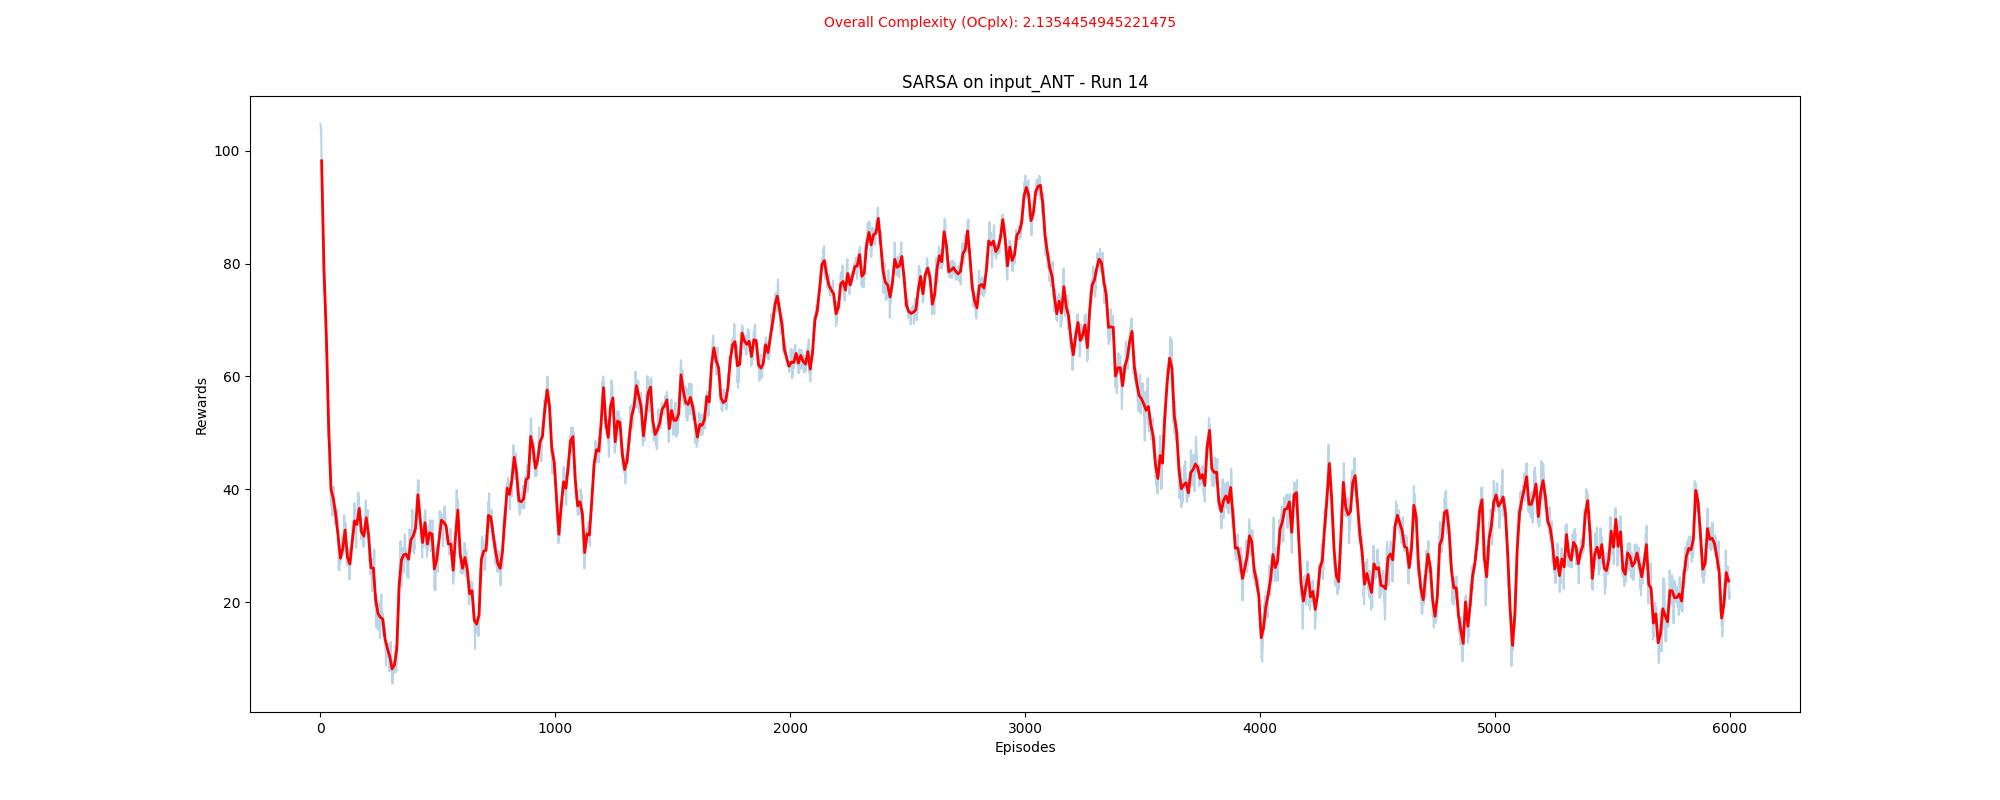 Overall Complexity (OCplx): 2.1354454945221475
SARSA on input_ANT - Run 14
100
80
60
40
20
Rewards
0 1000 2000 3000 4000 5000 6000
Episodes